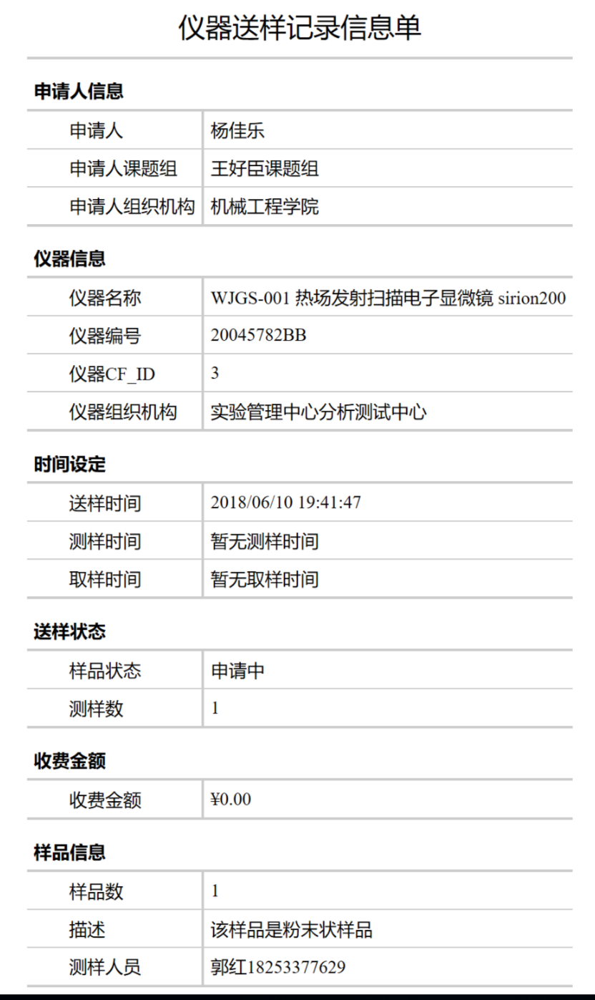 仪器送样记录信息单
申请人信息
申请人 杨佳乐
申请人课题组 王好臣课题组
申请人组织机构 机械工程学院
仪器信息
仪器名称 WJGS-001 热场发射扫描电子显微镜 sirion200
仪器编号 20045782BB
仪器CF_ID 3
仪器组织机构 实验管理中心分析测试中心
时间设定
送样时间 2018/06/10 19:41:47
测样时间 暂无测样时间
取样时间 暂无取样时间
送样状态
样品状态 申请中
测样数 1
收费金额
收费金额 ¥0.00
样品信息
样品数 1
描述 该样品是粉末状样品
测样人员 郭红18253377629